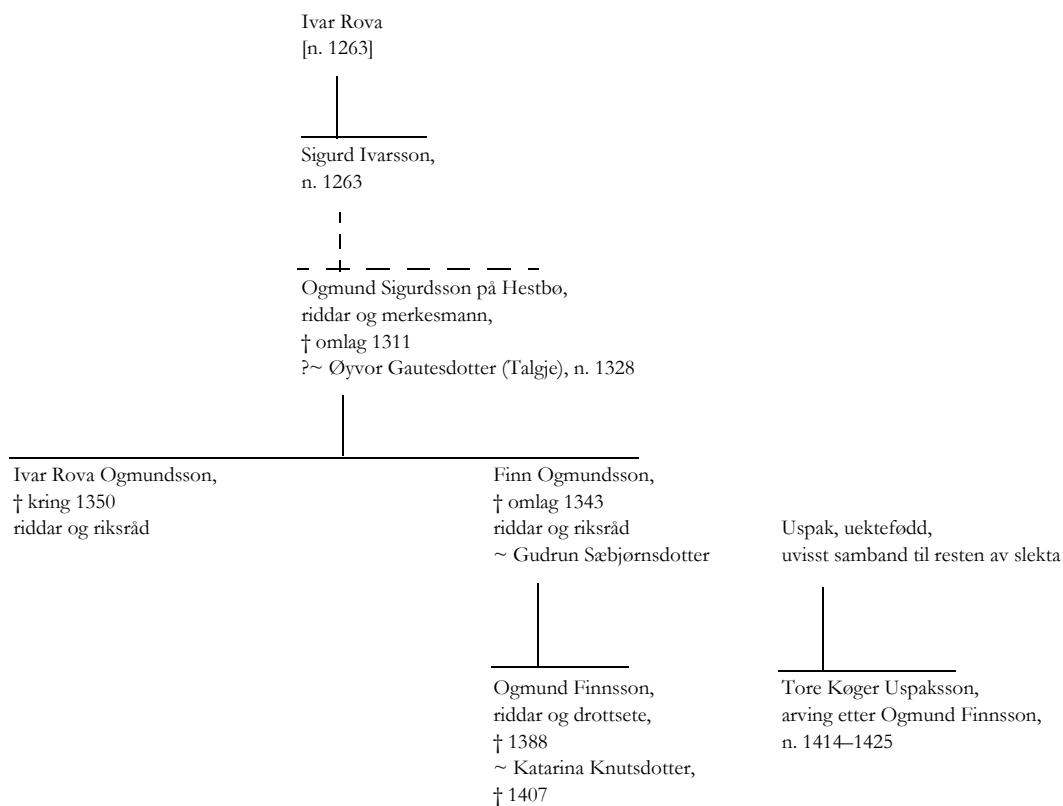 Ivar Rova
[n. 1263]
Sigurd Ivarsson,
n. 1263
Ogmund Sigurdsson på Hestbø,
riddar og merkesmann,
† omlag 1311
?~ Øyvor Gautesdotter (Talgje), n. 1328
Ivar Rova Ogmundsson,
† kring 1350
riddar og riksråd
Finn Ogmundsson,
† omlag 1343
riddar og riksråd
~ Gudrun Sæbjørnsdotter
Uspak, uektefødd,
uvisst samband til resten av slekta
Ogmund Finnsson,
riddar og drottsete,
† 1388
~ Katarina Knutsdotter,
† 1407
Tore Køger Uspaksson,
arving etter Ogmund Finnsson,
n. 1414–1425